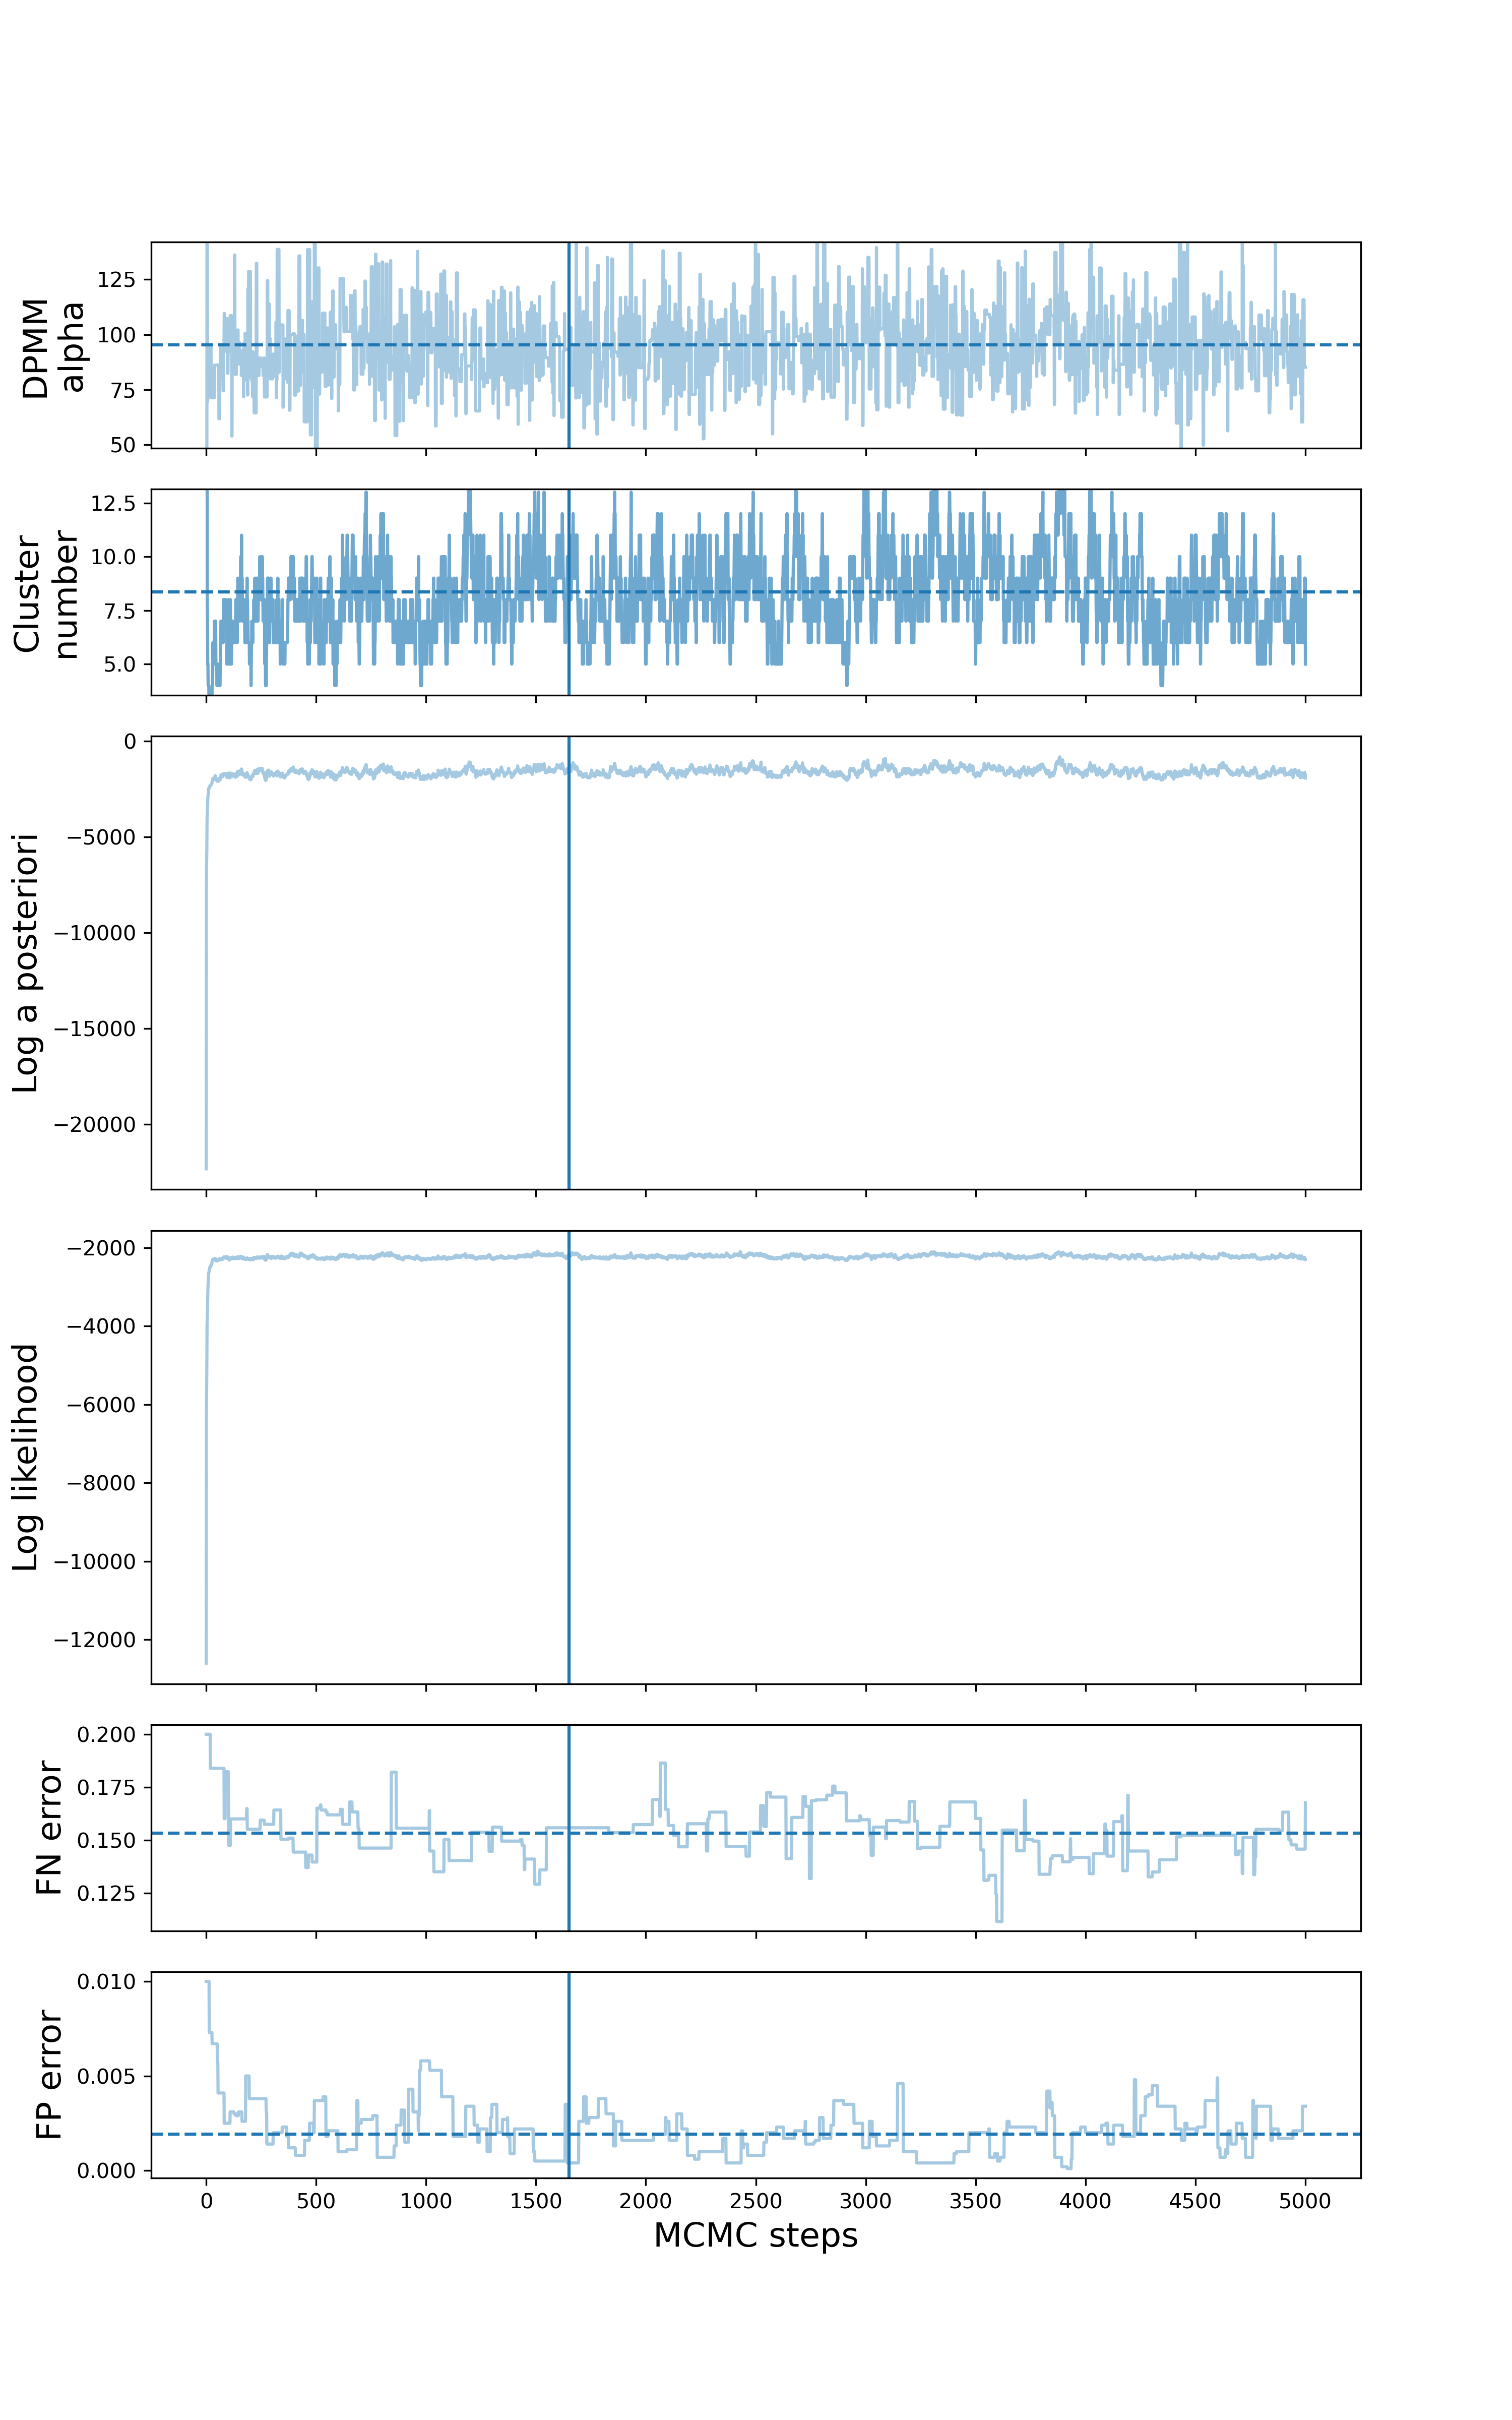 DPMM
alpha
125
100
75
50
Cluster
number
12.5
10.0
7.5
5.0
Log a posteriori
0
−5000
−10000
−15000
−20000
Log likelihood
−2000
−4000
−6000
−8000
−10000
−12000
FN error
0.200
0.175
0.150
0.125
FP error
0.010
0.005
0.000
0 500 1000 1500 2000 2500 3000 3500 4000 4500 5000
MCMC steps